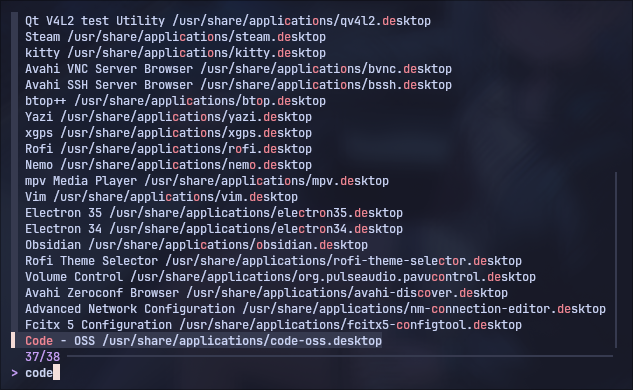 Qt V4L2 test Utility /usr/share/applications/qv4l2.desktop
Steam /usr/share/applications/steam.desktop
kitty /usr/share/applications/kitty.desktop
Avahi VNC Server Browser /usr/share/applications/bvnc.desktop
Avahi SSH Server Browser /usr/share/applications/bssh.desktop
btop++ /usr/share/applications/btop.desktop
Yazi /usr/share/applications/yazi.desktop
xgps /usr/share/applications/xgps.desktop
Rofi /usr/share/applications/rofi.desktop
Nemo /usr/share/applications/nemo.desktop
mpv Media Player /usr/share/applications/mpv.desktop
Vim /usr/share/applications/vim.desktop
Electron 35 /usr/share/applications/electron35.desktop
Electron 34 /usr/share/applications/electron34.desktop
Obsidian /usr/share/applications/obsidian.desktop
Rofi Theme Selector /usr/share/applications/rofi-theme-selector.desktop
Volume Control /usr/share/applications/org.pulseaudio.pavucontrol.desktop
Avahi Zeroconf Browser /usr/share/applications/avahi-discover.desktop
Advanced Network Configuration /usr/share/applications/nm-connection-editor.desktop
Fcitx 5 Configuration /usr/share/applications/fcitx5-configtool.desktop
Code - OSS /usr/share/applications/code-oss.desktop
37/38
> code